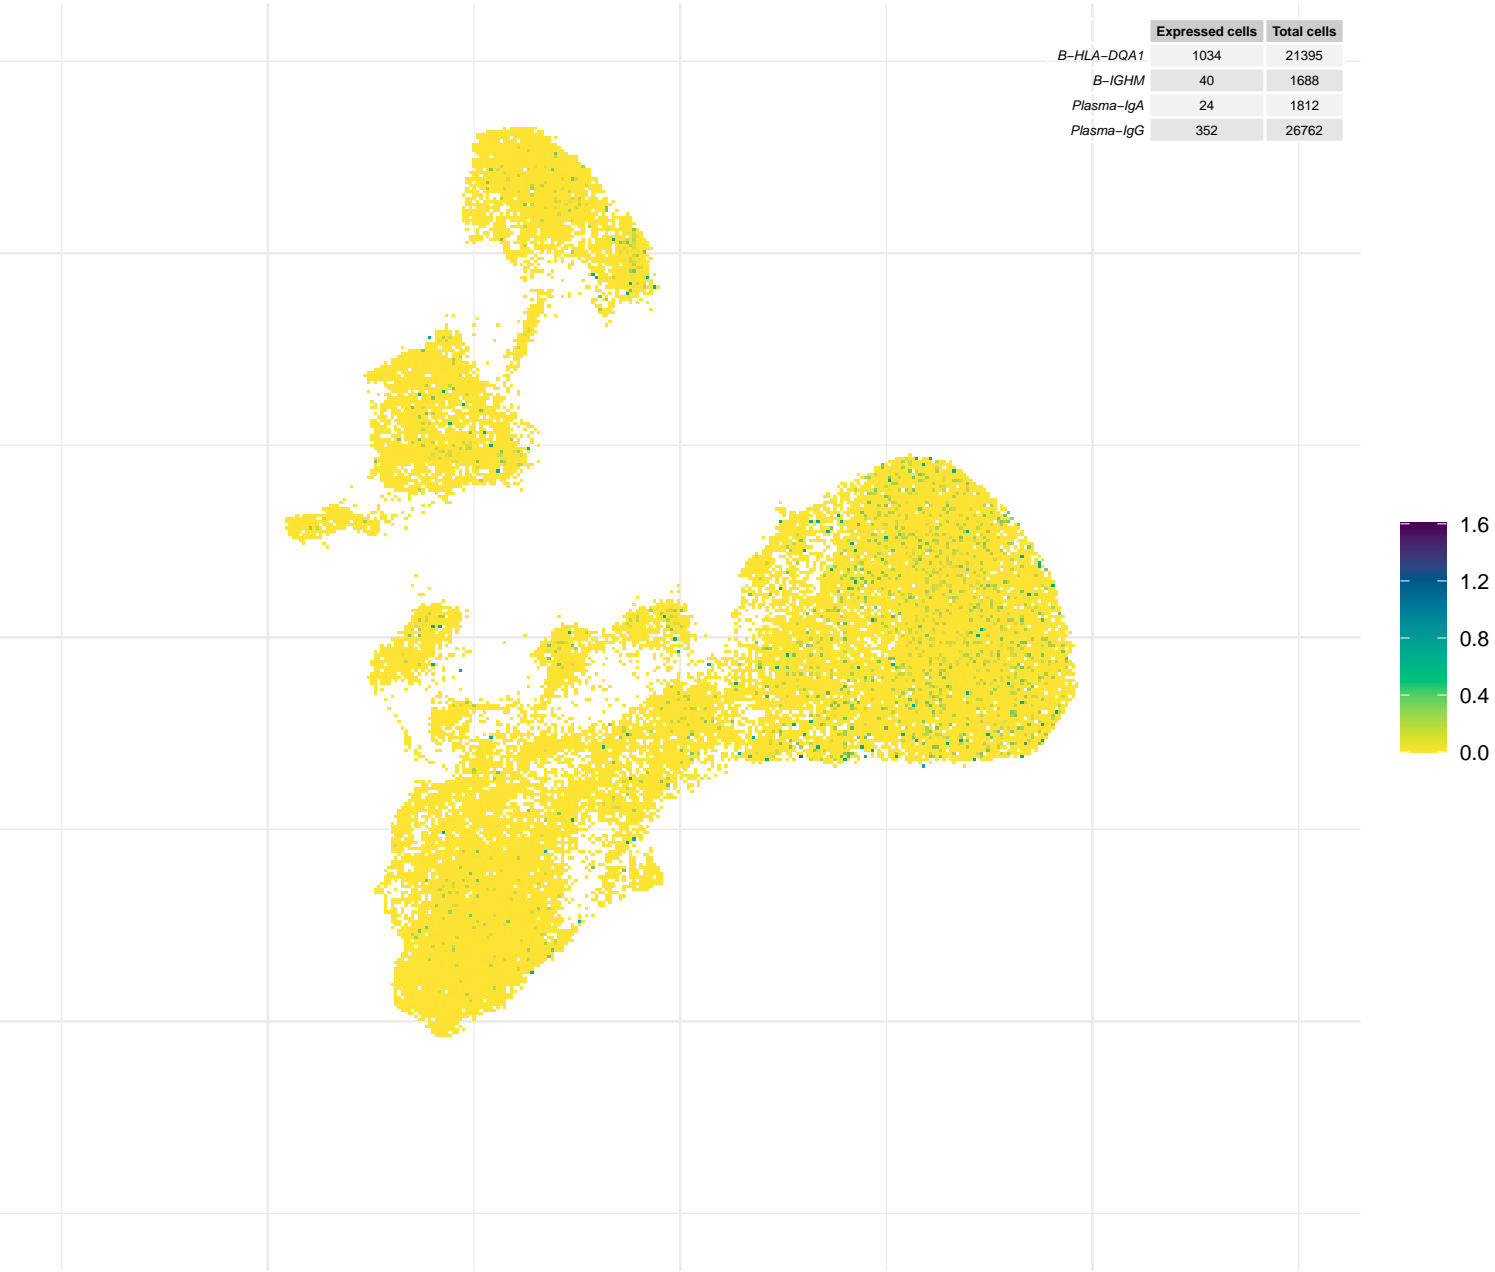 Expressed cells Total cells
B−HLA−DQA1 1034 21395
B−IGHM 40 1688
Plasma−IgA 24 1812
Plasma−IgG 352 26762
1.6
1.2
0.8
0.4
0.0